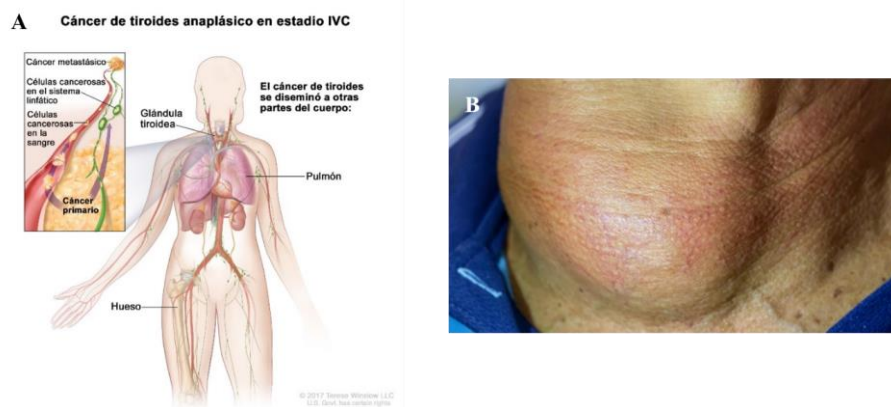 A
Cáncer de tiroides anaplásico en estadio IVC
Cáncer metastásico
Células cancerosas
en el sistema
linfático
Células
cancerosas
en la
sangre
Cáncer
primario
Glándula
tiroidea
El cáncer de tiroides
se diseminó a otras
partes del cuerpo:
Pulmón
Hueso
© 2017 Terese Winslow LLC
U.S. Govt. has certain rights
B